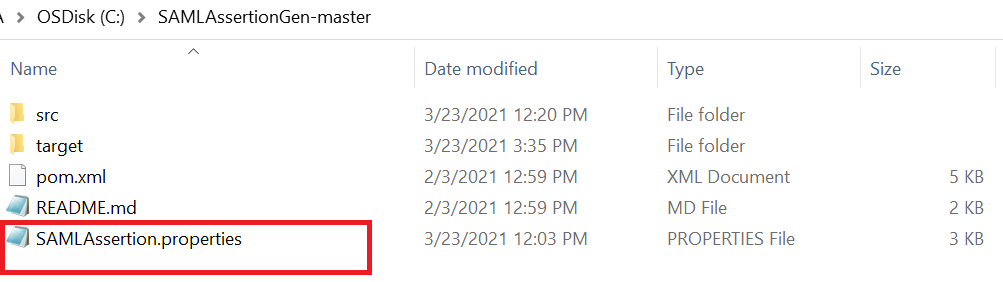 OSDisk (C:) > SAMLAssertionGen-master
Name Date modified Type Size
src 3/23/2021 12:20 PM File folder
target 3/23/2021 3:35 PM File folder
pom.xml 2/3/2021 12:59 PM XML Document 5 KB
README.md 2/3/2021 12:59 PM MD File 2 KB
SAMLAssertion.properties 3/23/2021 12:03 PM PROPERTIES File 3 KB